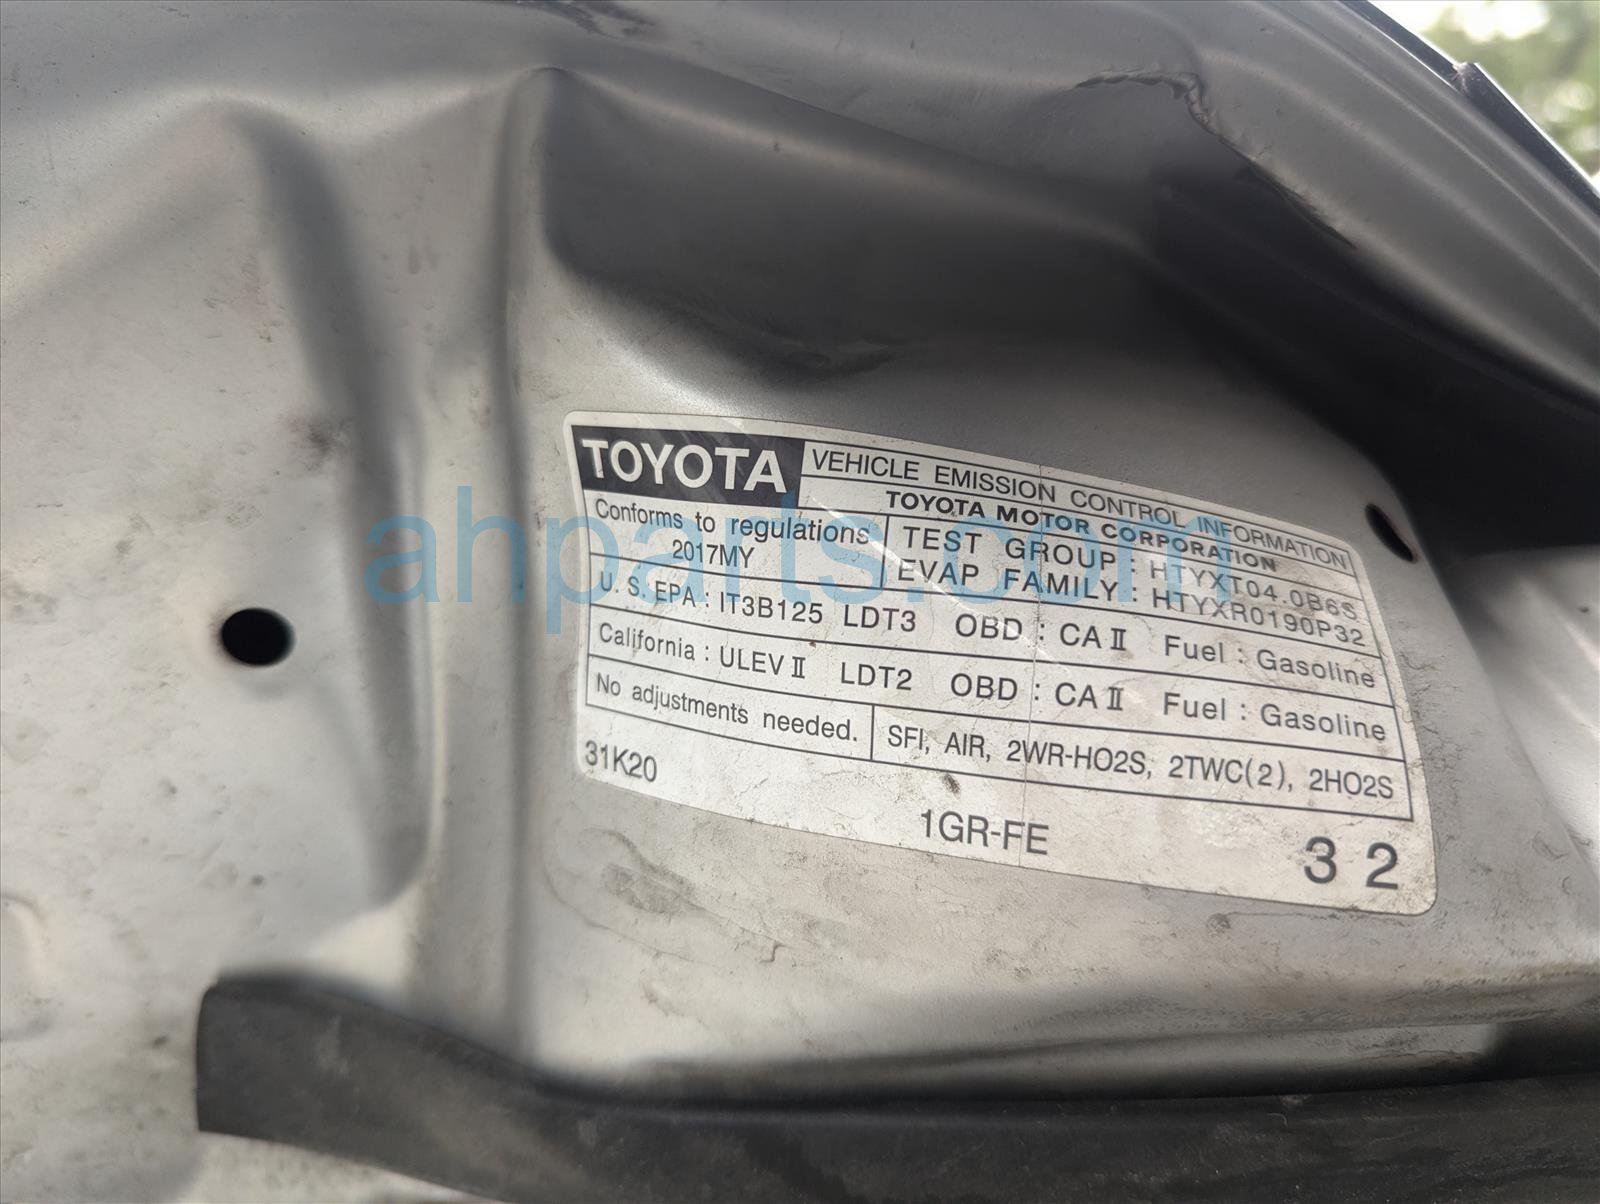 TOYOTA VEHICLE EMISSION CONTROL INFORMATION
TOYOTA MOTOR CORPORATION
Conforms to regulations
2017MY
TEST GROUP : HTYXT04.0B6S
EVAP FAMILY : HTYXR0190P32
U.S. EPA : IT3B125 LDT3 OBD : CA II Fuel : Gasoline
California : ULEV II LDT2 OBD : CA II Fuel : Gasoline
No adjustments needed. SFI, AIR, 2WR-HO2S, 2TWC(2), 2HO2S
31K20
1GR-FE
3 2
ahparts.com